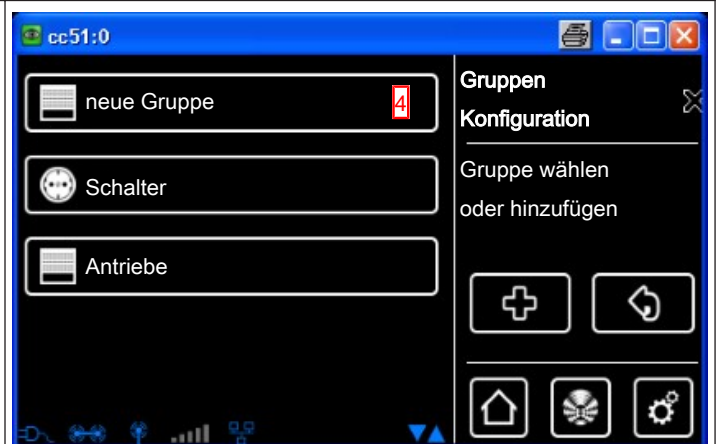 cc51:0
neue Gruppe 4
Schalter
Antriebe
Gruppen
Konfiguration
Gruppe wählen
oder hinzufügen